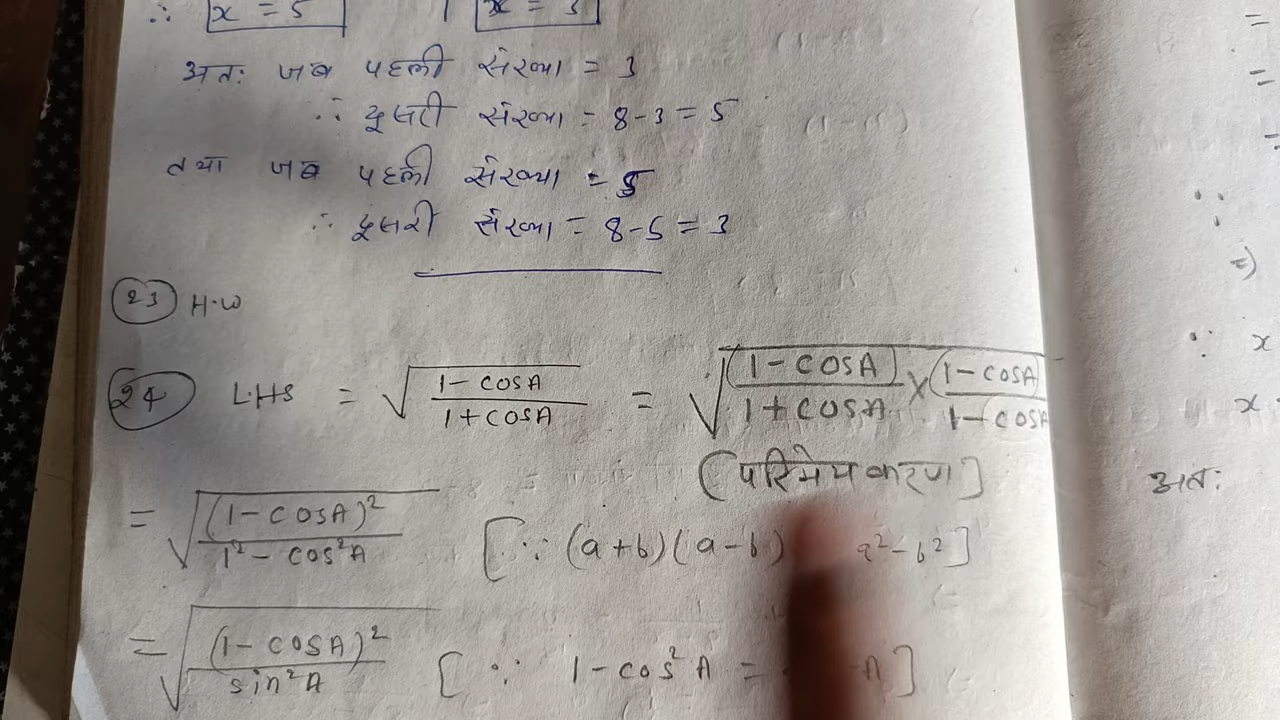 ∴ x = 5 | x = 3
अतः जब पहली संख्या = 3
∴ दूसरी संख्या = 8-3 = 5
तथा जब पहली संख्या = 5
∴ दूसरी संख्या = 8-5 = 3
23 H.W
24 L.HS = √((1-COSA)/(1+COSA)) = √((1-COSA)/(1+COSA) × (1-COSA)/(1-COSA))
(परिमेयकरण]
= √((1-COSA)²/(1²-COS²A)) [∵ (a+b)(a-b) a²-b²]
= √((1-COSA)²/sin²A) [∵ 1-cos²A = A]
=
=
∵
=)
∵ x
x =
अतः